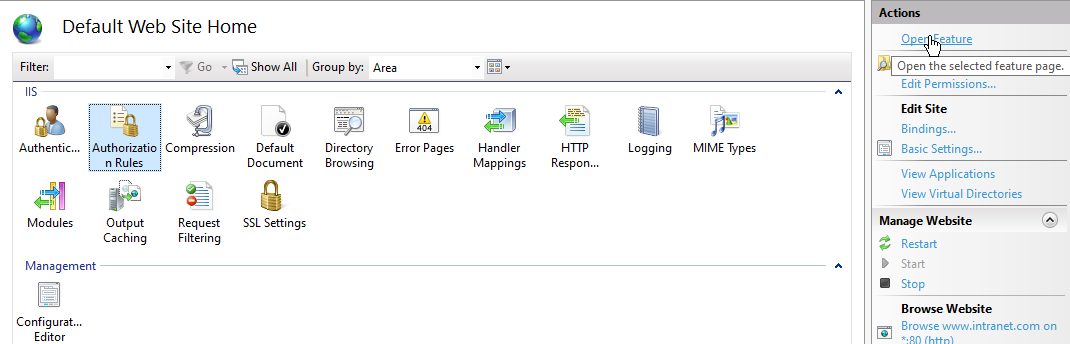 Default Web Site Home
Filter: Go Show All Group by: Area
IIS
Authentic...
Authorizatio
n Rules
Compression
Default
Document
Directory
Browsing
Error Pages
404
Handler
Mappings
HTTP
Respon...
Logging
MIME Types
Modules
Output
Caching
Request
Filtering
SSL Settings
Management
Configurat...
Editor
Actions
Open Feature
Open the selected feature page.
Edit Permissions...
Edit Site
Bindings...
Basic Settings...
View Applications
View Virtual Directories
Manage Website
Restart
Start
Stop
Browse Website
Browse www.intranet.com on
*:80 (http)